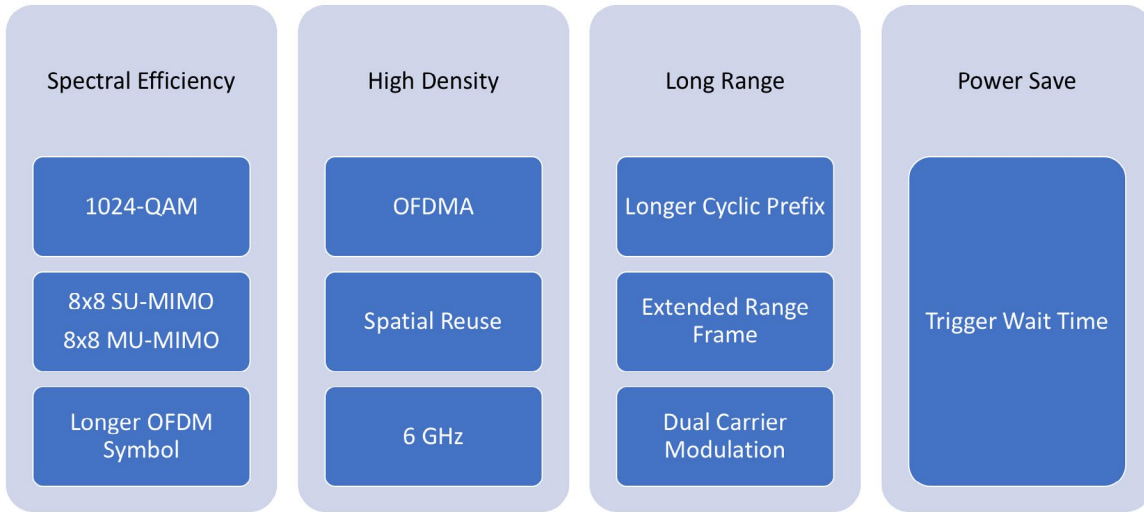 Spectral Efficiency
1024-QAM
8x8 SU-MIMO
8x8 MU-MIMO
Longer OFDM
Symbol
High Density
OFDMA
Spatial Reuse
6 GHz
Long Range
Longer Cyclic Prefix
Extended Range
Frame
Dual Carrier
Modulation
Power Save
Trigger Wait Time